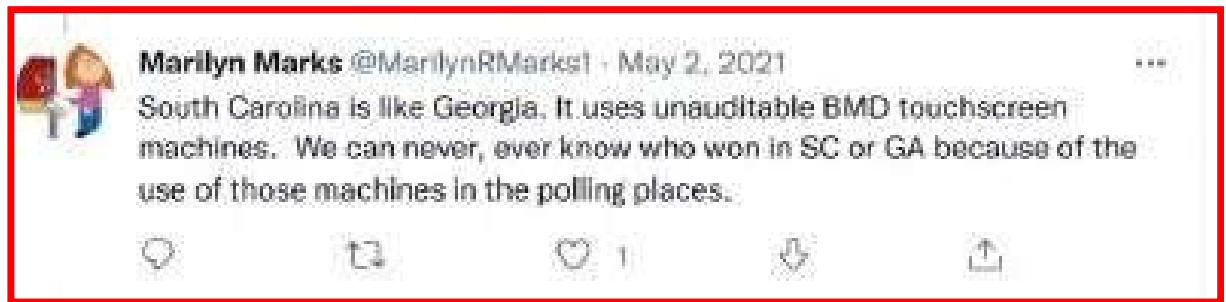 Marilyn Marks @MarilynRMarks1 · May 2, 2021
South Carolina is like Georgia. It uses unauditable BMD touchscreen
machines. We can never, ever know who won in SC or GA because of the
use of those machines in the polling places.
1